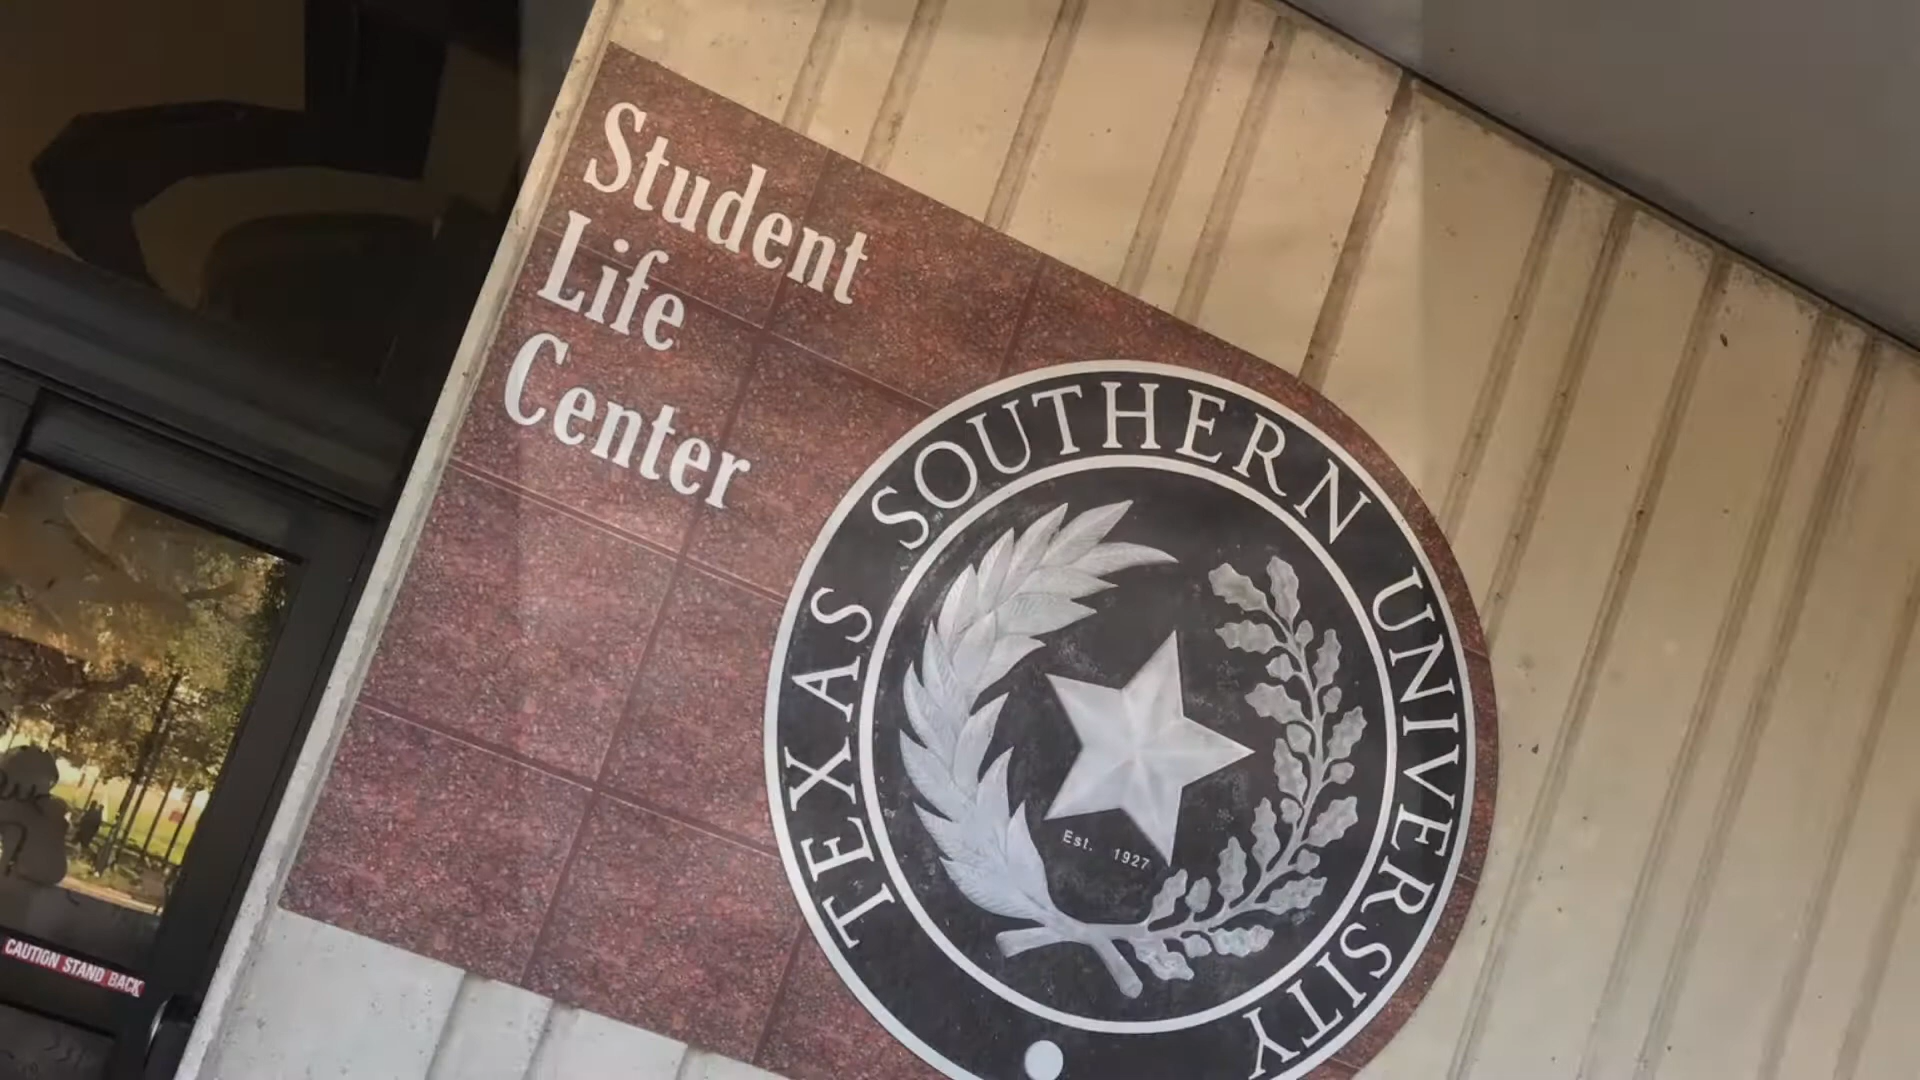 Student
Life
Center
TEXAS SOUTHERN UNIVERSITY
Est. 1927
CAUTION STAND BACK